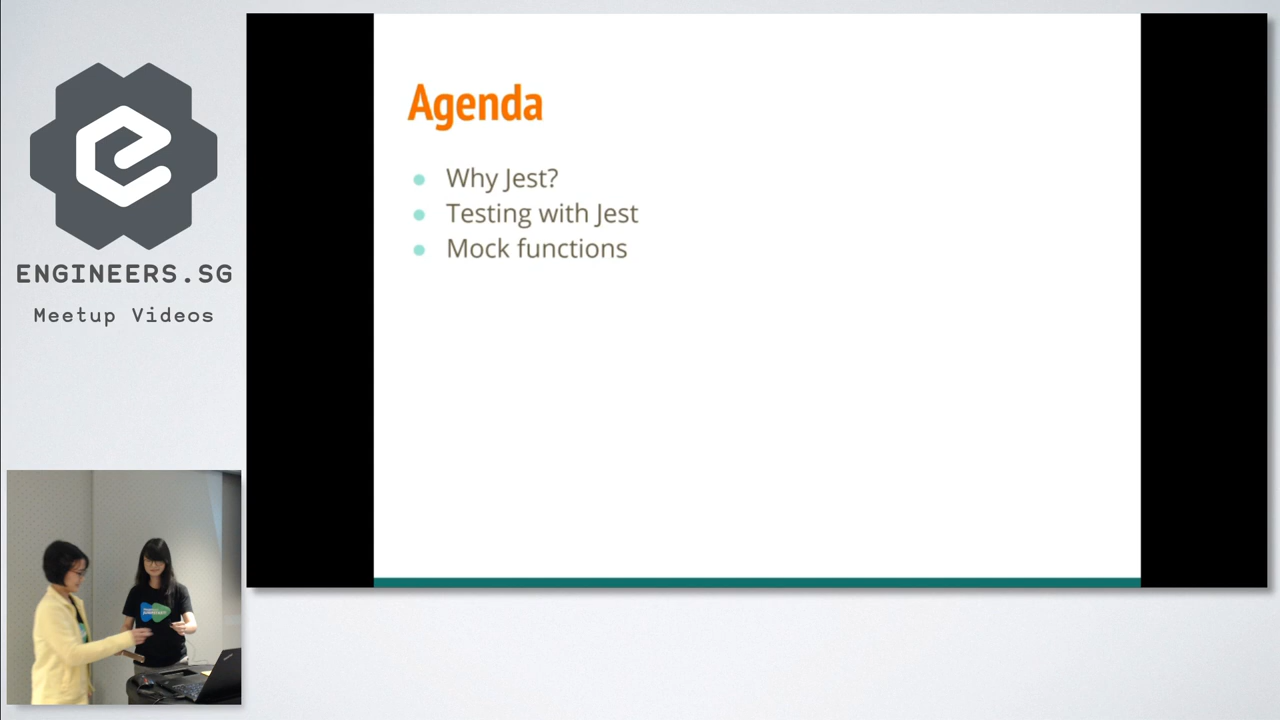 ENGINEERS.SG
Meetup Videos
Agenda
Why Jest?
Testing with Jest
Mock functions